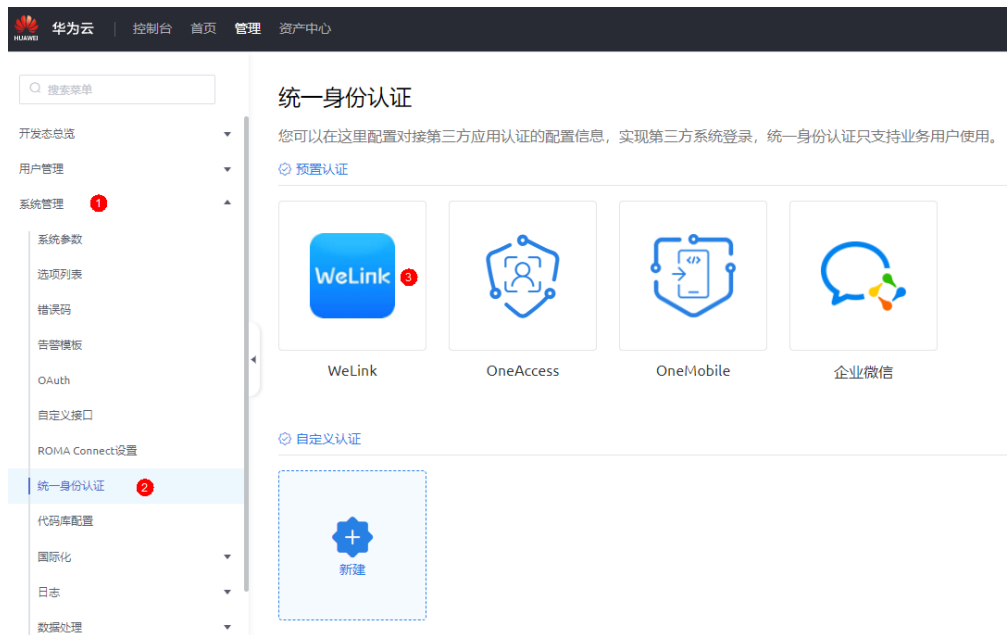 HUAWEI 华为云 控制台 首页 管理 资产中心
搜索菜单
开发态总览
用户管理
系统管理 1
系统参数
选项列表
错误码
告警模板
OAuth
自定义接口
ROMA Connect设置
统一身份认证 2
代码库配置
国际化
日志
数据处理
统一身份认证
您可以在这里配置对接第三方应用认证的配置信息，实现第三方系统登录，统一身份认证只支持业务用户使用。
预置认证
WeLink 3
WeLink OneAccess OneMobile 企业微信
自定义认证
新建